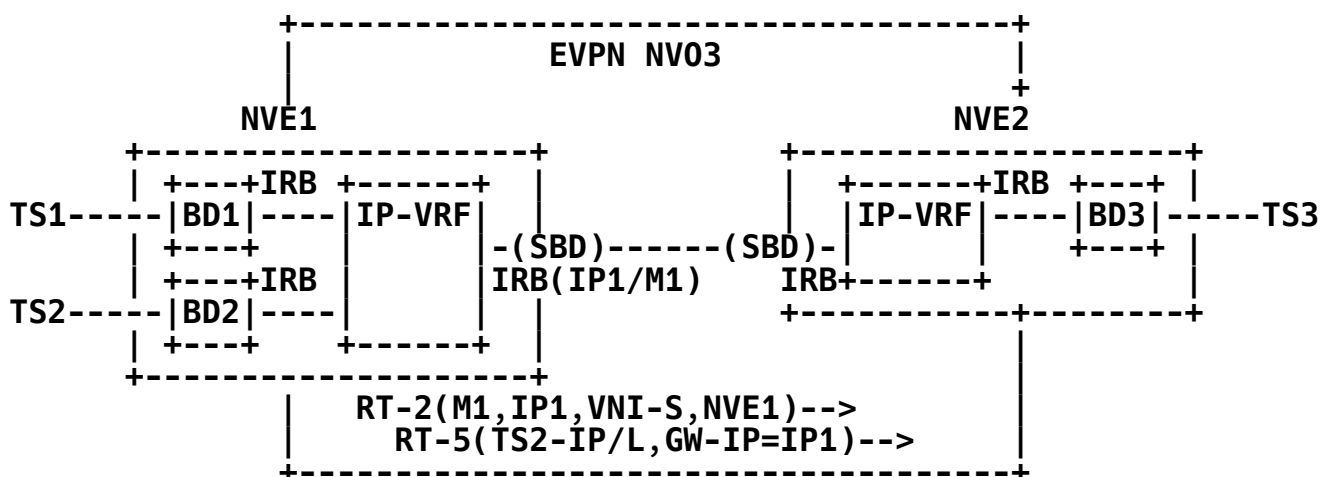 EVPN NVO3
NVE1 NVE2
IRB IRB
TS1 BD1 IP-VRF IP-VRF BD3 TS3
(SBD) (SBD)
IRB IRB(IP1/M1) IRB
TS2 BD2
RT-2(M1,IP1,VNI-S,NVE1)-->
RT-5(TS2-IP/L,GW-IP=IP1)-->